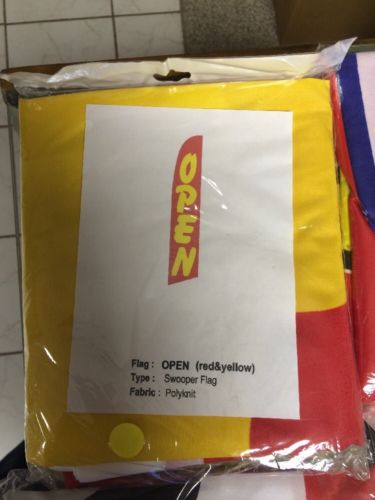 OPEN
Flag : OPEN (red&yellow)
Type : Swooper Flag
Fabric : Polyknit